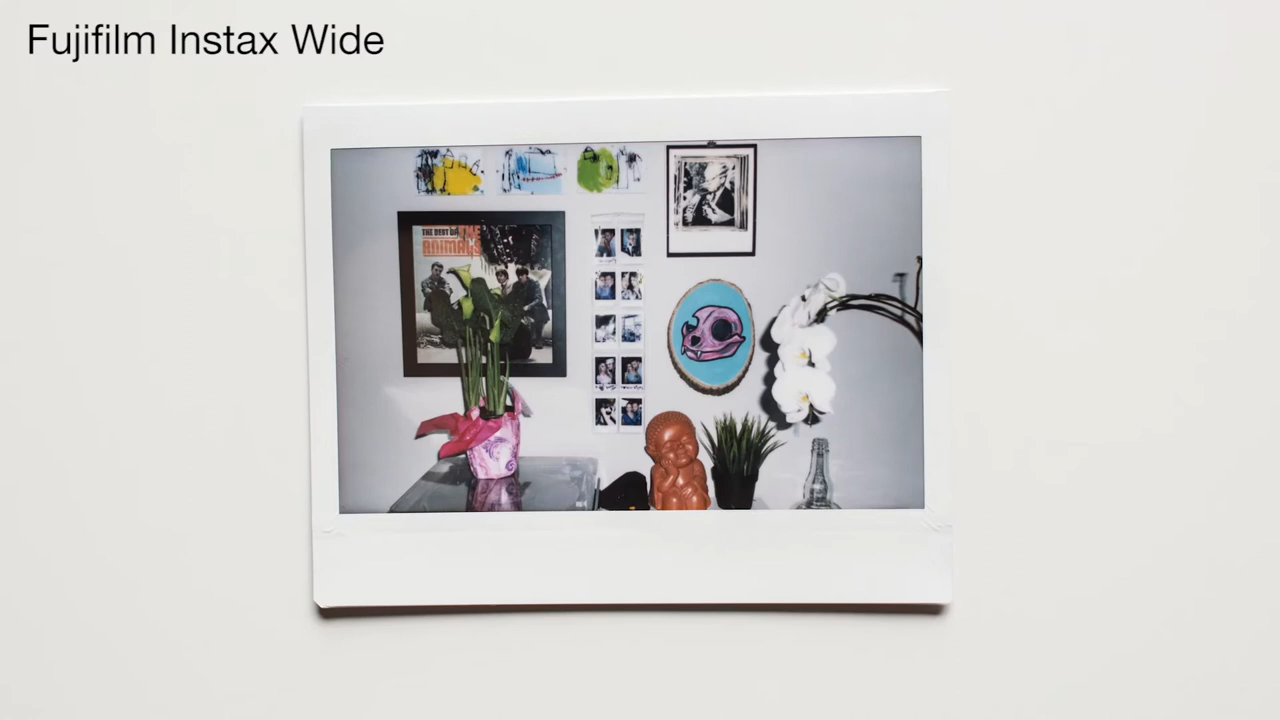 Fujifilm Instax Wide
THE BEST OF THE
ANIMALS